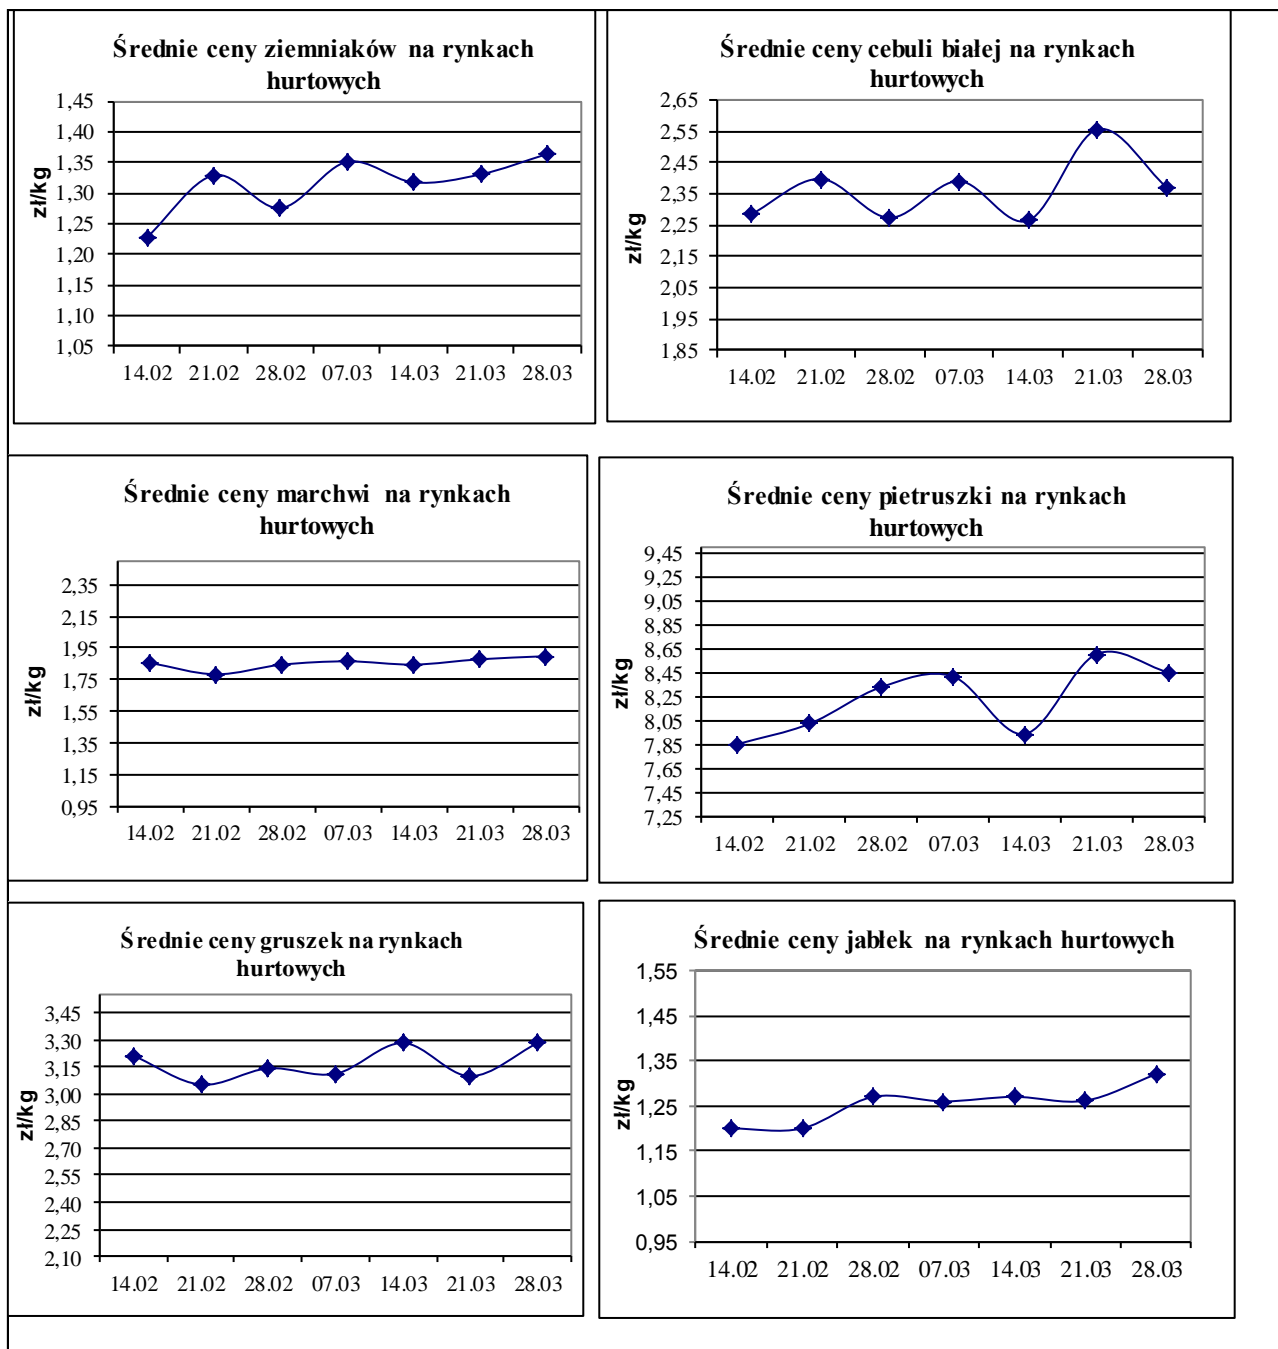 Średnie ceny ziemniaków na rynkach
hurtowych
zł/kg
1,45
1,40
1,35
1,30
1,25
1,20
1,15
1,10
1,05
14.02 21.02 28.02 07.03 14.03 21.03 28.03
Średnie ceny cebuli białej na rynkach
hurtowych
zł/kg
2,65
2,55
2,45
2,35
2,25
2,15
2,05
1,95
1,85
14.02 21.02 28.02 07.03 14.03 21.03 28.03
Średnie ceny marchwi na rynkach
hurtowych
zł/kg
2,35
2,15
1,95
1,75
1,55
1,35
1,15
0,95
14.02 21.02 28.02 07.03 14.03 21.03 28.03
Średnie ceny pietruszki na rynkach
hurtowych
zł/kg
9,45
9,25
9,05
8,85
8,65
8,45
8,25
8,05
7,85
7,65
7,45
7,25
14.02 21.02 28.02 07.03 14.03 21.03 28.03
Średnie ceny gruszek na rynkach
hurtowych
zł/kg
3,45
3,30
3,15
3,00
2,85
2,70
2,55
2,40
2,25
2,10
14.02 21.02 28.02 07.03 14.03 21.03 28.03
Średnie ceny jabłek na rynkach hurtowych
zł/kg
1,55
1,45
1,35
1,25
1,15
1,05
0,95
14.02 21.02 28.02 07.03 14.03 21.03 28.03